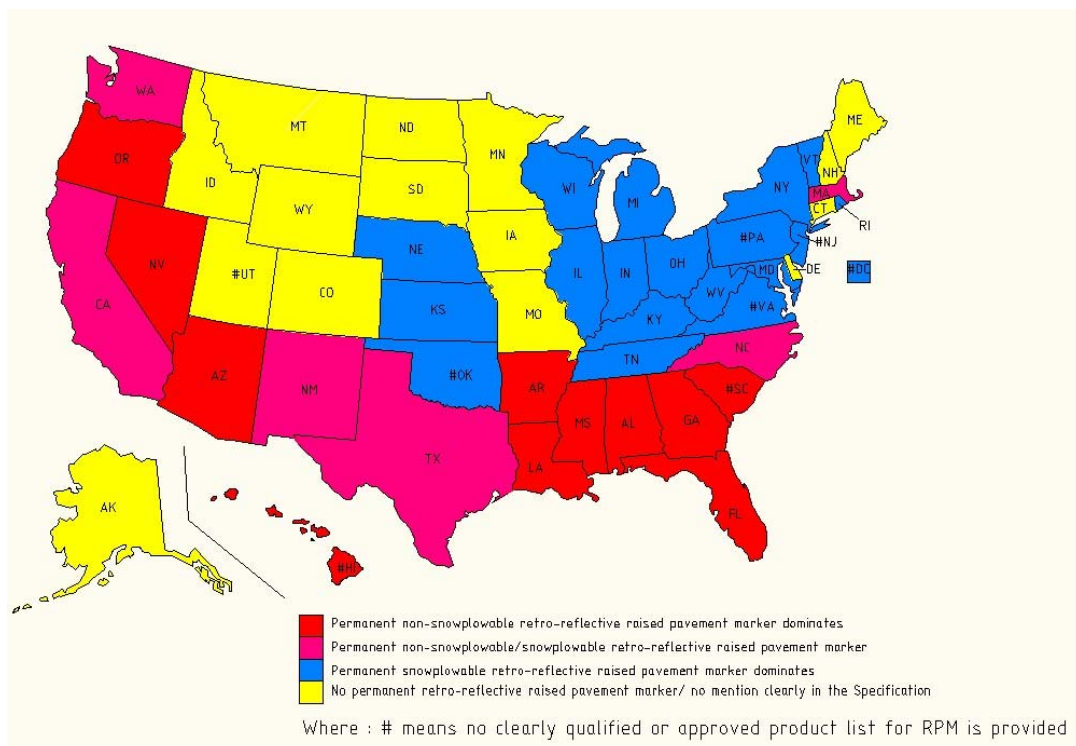 WA
MT
ND
MN
ME
OR
ID
SD
WI
MI
NY
VT
NH
MA
CT
RI
WY
IA
NE
#PA
#NJ
NV
#UT
CO
IL
IN
OH
MD
DE
#DC
WV
#VA
CA
KS
MO
KY
NC
TN
AZ
NM
#OK
AR
#SC
MS
AL
GA
TX
LA
FL
AK
#HI
Permanent non-snowplowable retro-reflective raised pavement marker dominates
Permanent non-snowplowable/snowplowable retro-reflective raised pavement marker
Permanent snowplowable retro-reflective raised pavement marker dominates
No permanent retro-reflective raised pavement marker/ no mention clearly in the Specification
Where : # means no clearly qualified or approved product list for RPM is provided